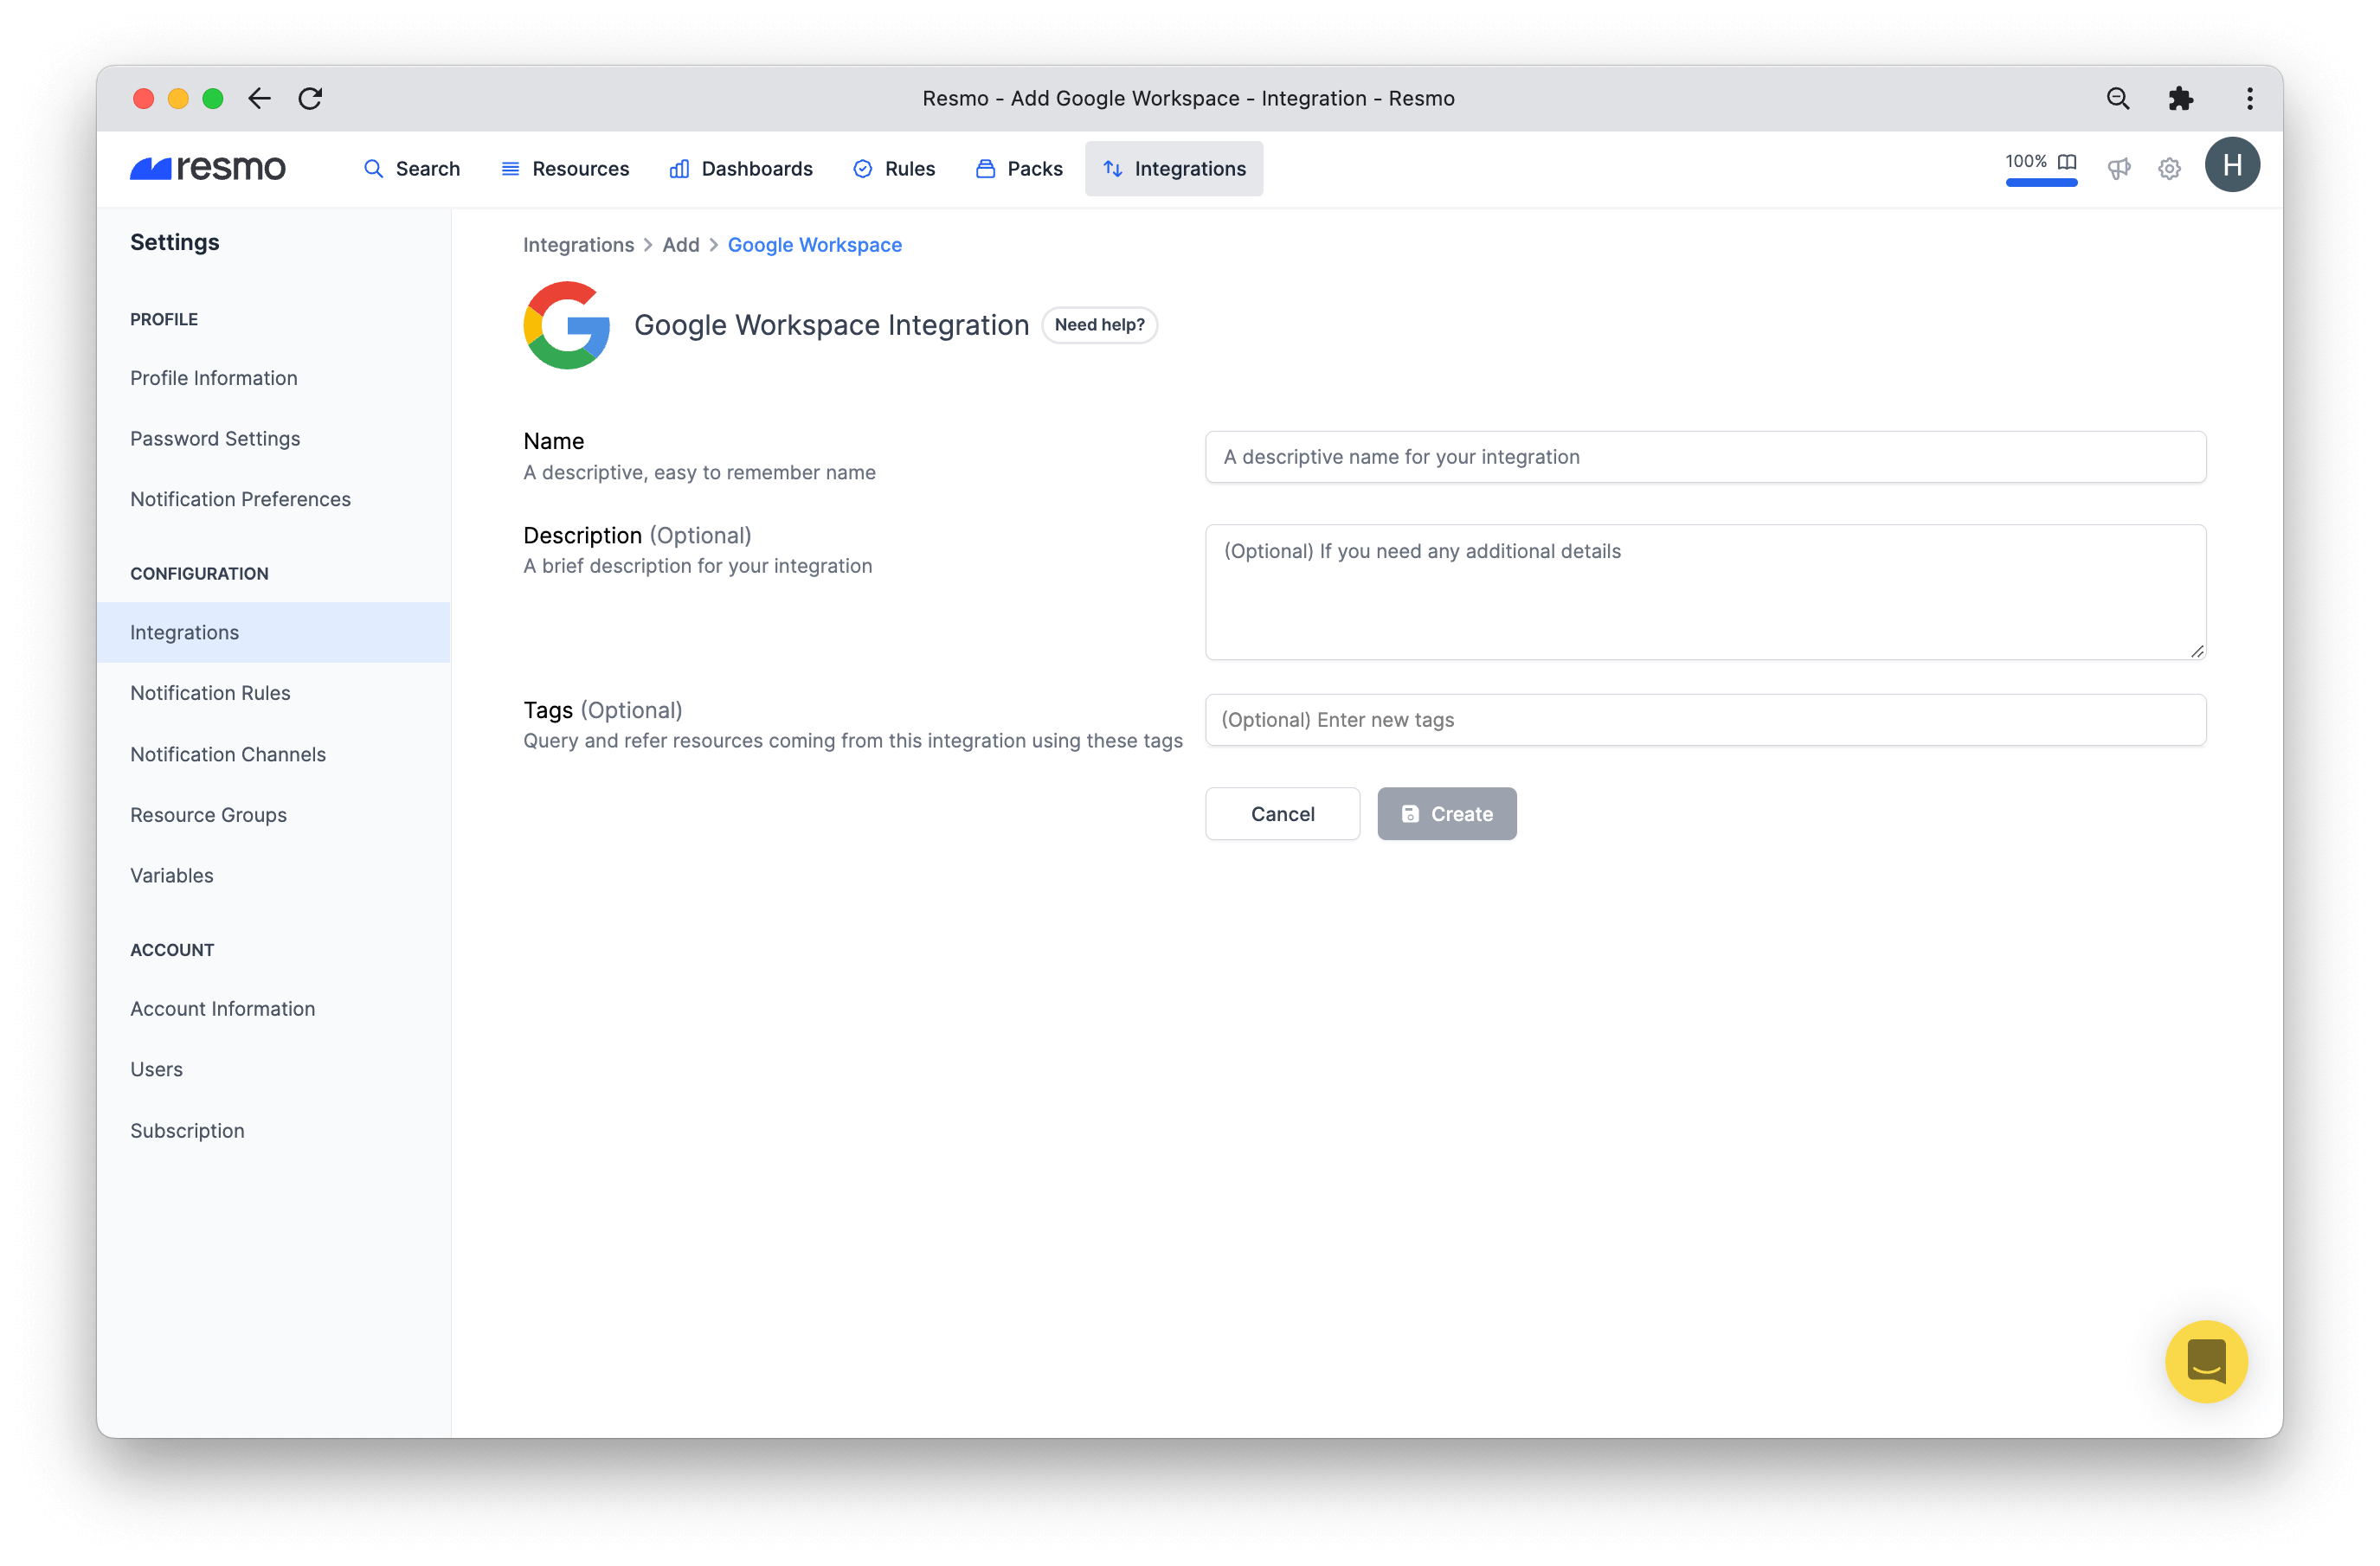 Resmo - Add Google Workspace - Integration - Resmo
resmo
Search
Resources
Dashboards
Rules
Packs
Integrations
100%
H
Settings
PROFILE
Profile Information
Password Settings
Notification Preferences
CONFIGURATION
Integrations
Notification Rules
Notification Channels
Resource Groups
Variables
ACCOUNT
Account Information
Users
Subscription
Integrations > Add > Google Workspace
Google Workspace Integration
Need help?
Name
A descriptive, easy to remember name
A descriptive name for your integration
Description (Optional)
A brief description for your integration
(Optional) If you need any additional details
Tags (Optional)
Query and refer resources coming from this integration using these tags
(Optional) Enter new tags
Cancel
Create